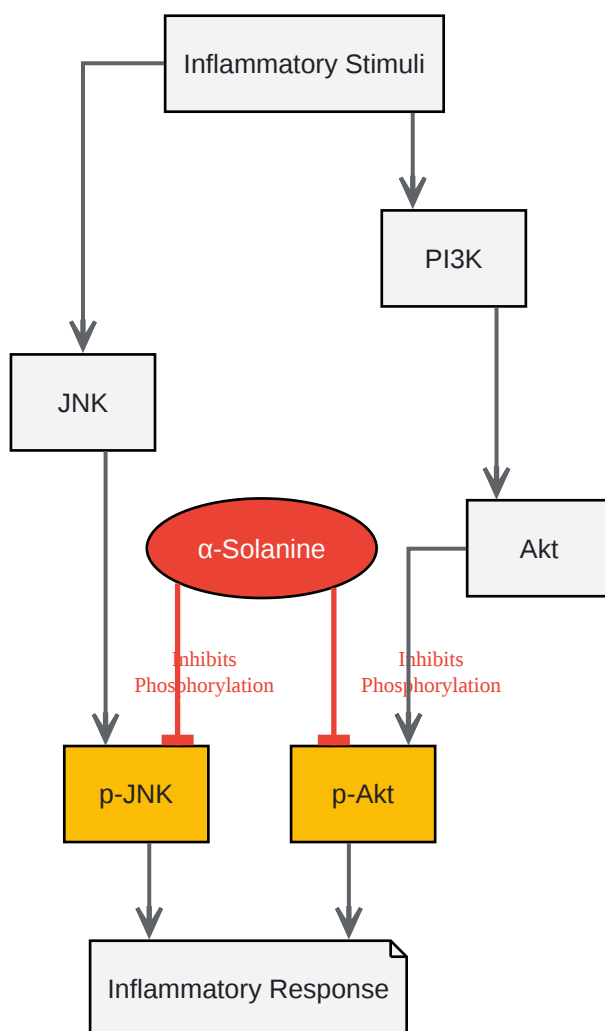 Inflammatory Stimuli
PI3K
JNK
α-Solanine
Akt
Inhibits
Phosphorylation
Inhibits
Phosphorylation
p-JNK
p-Akt
Inflammatory Response